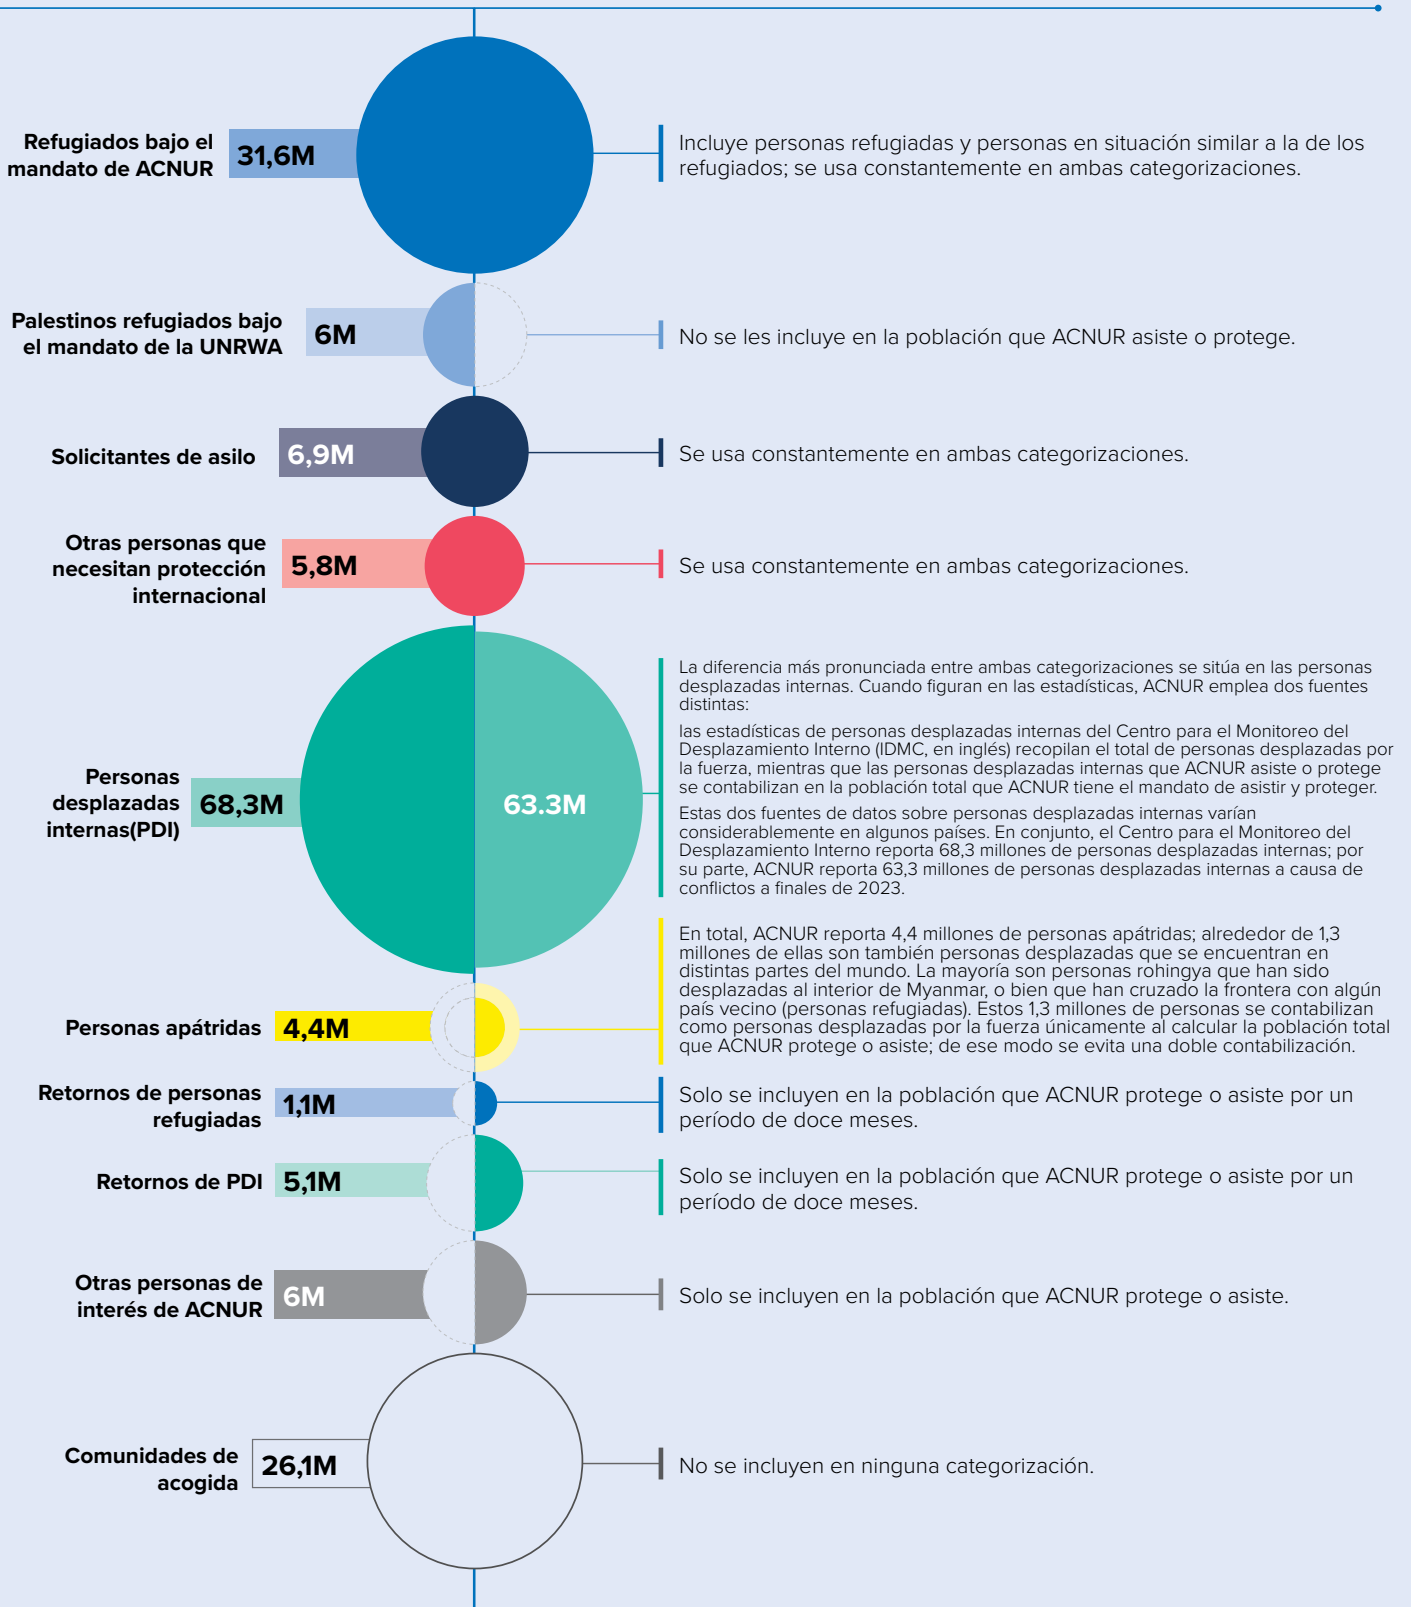 Refugiados bajo el
mandato de ACNUR
31,6M
Incluye personas refugiadas y personas en situación similar a la de los
refugiados; se usa constantemente en ambas categorizaciones.
Palestinos refugiados bajo
el mandato de la UNRWA
6M
No se les incluye en la población que ACNUR asiste o protege.
Solicitantes de asilo
6,9M
Se usa constantemente en ambas categorizaciones.
Otras personas que
necesitan protección
internacional
5,8M
Se usa constantemente en ambas categorizaciones.
Personas
desplazadas
internas(PDI)
68,3M
63.3M
La diferencia más pronunciada entre ambas categorizaciones se sitúa en las personas
desplazadas internas. Cuando figuran en las estadísticas, ACNUR emplea dos fuentes
distintas:
las estadísticas de personas desplazadas internas del Centro para el Monitoreo del
Desplazamiento Interno (IDMC, en inglés) recopilan el total de personas desplazadas por
la fuerza, mientras que las personas desplazadas internas que ACNUR asiste o protege
se contabilizan en la población total que ACNUR tiene el mandato de asistir y proteger.
Estas dos fuentes de datos sobre personas desplazadas internas varían
considerablemente en algunos países. En conjunto, el Centro para el Monitoreo del
Desplazamiento Interno reporta 68,3 millones de personas desplazadas internas; por
su parte, ACNUR reporta 63,3 millones de personas desplazadas internas a causa de
conflictos a finales de 2023.
Personas apátridas
4,4M
En total, ACNUR reporta 4,4 millones de personas apátridas; alrededor de 1,3
millones de ellas son también personas desplazadas que se encuentran en
distintas partes del mundo. La mayoría son personas rohingya que han sido
desplazadas al interior de Myanmar, o bien que han cruzado la frontera con algún
país vecino (personas refugiadas). Estos 1,3 millones de personas se contabilizan
como personas desplazadas por la fuerza únicamente al calcular la población total
que ACNUR protege o asiste; de ese modo se evita una doble contabilización.
Retornos de personas
refugiadas
1,1M
Solo se incluyen en la población que ACNUR protege o asiste por un
período de doce meses.
Retornos de PDI
5,1M
Solo se incluyen en la población que ACNUR protege o asiste por un
período de doce meses.
Otras personas de
interés de ACNUR
6M
Solo se incluyen en la población que ACNUR protege o asiste.
Comunidades de
acogida
26,1M
No se incluyen en ninguna categorización.